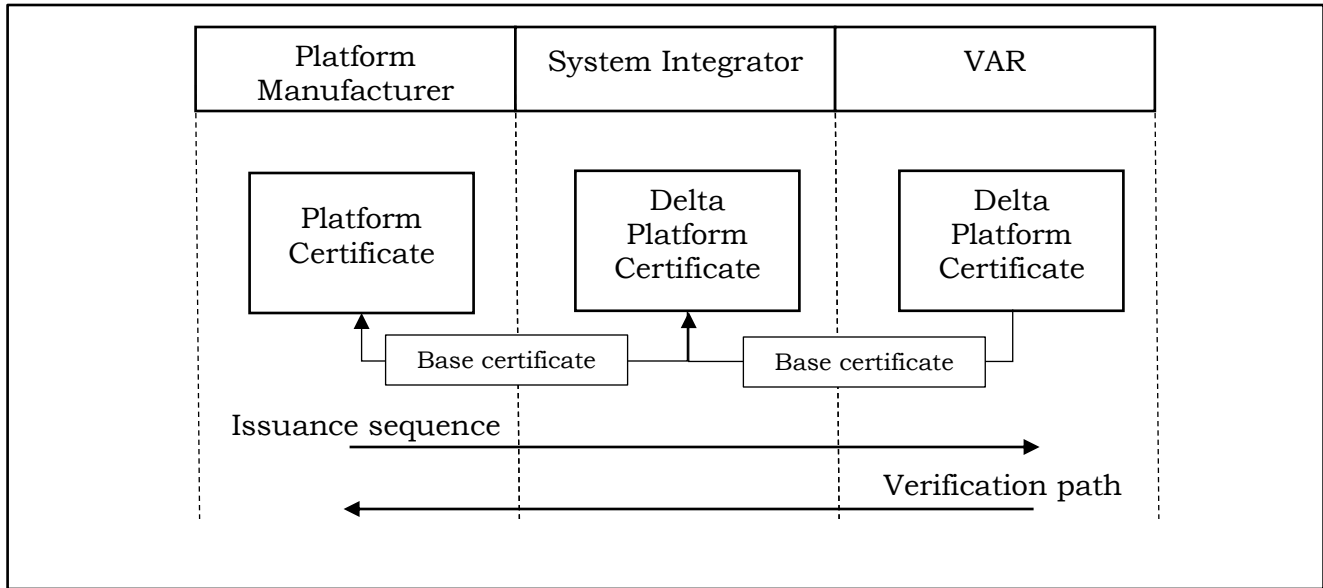 Platform
Manufacturer
System Integrator
VAR
Platform
Certificate
Delta
Platform
Certificate
Delta
Platform
Certificate
Base certificate
Base certificate
Issuance sequence
Verification path